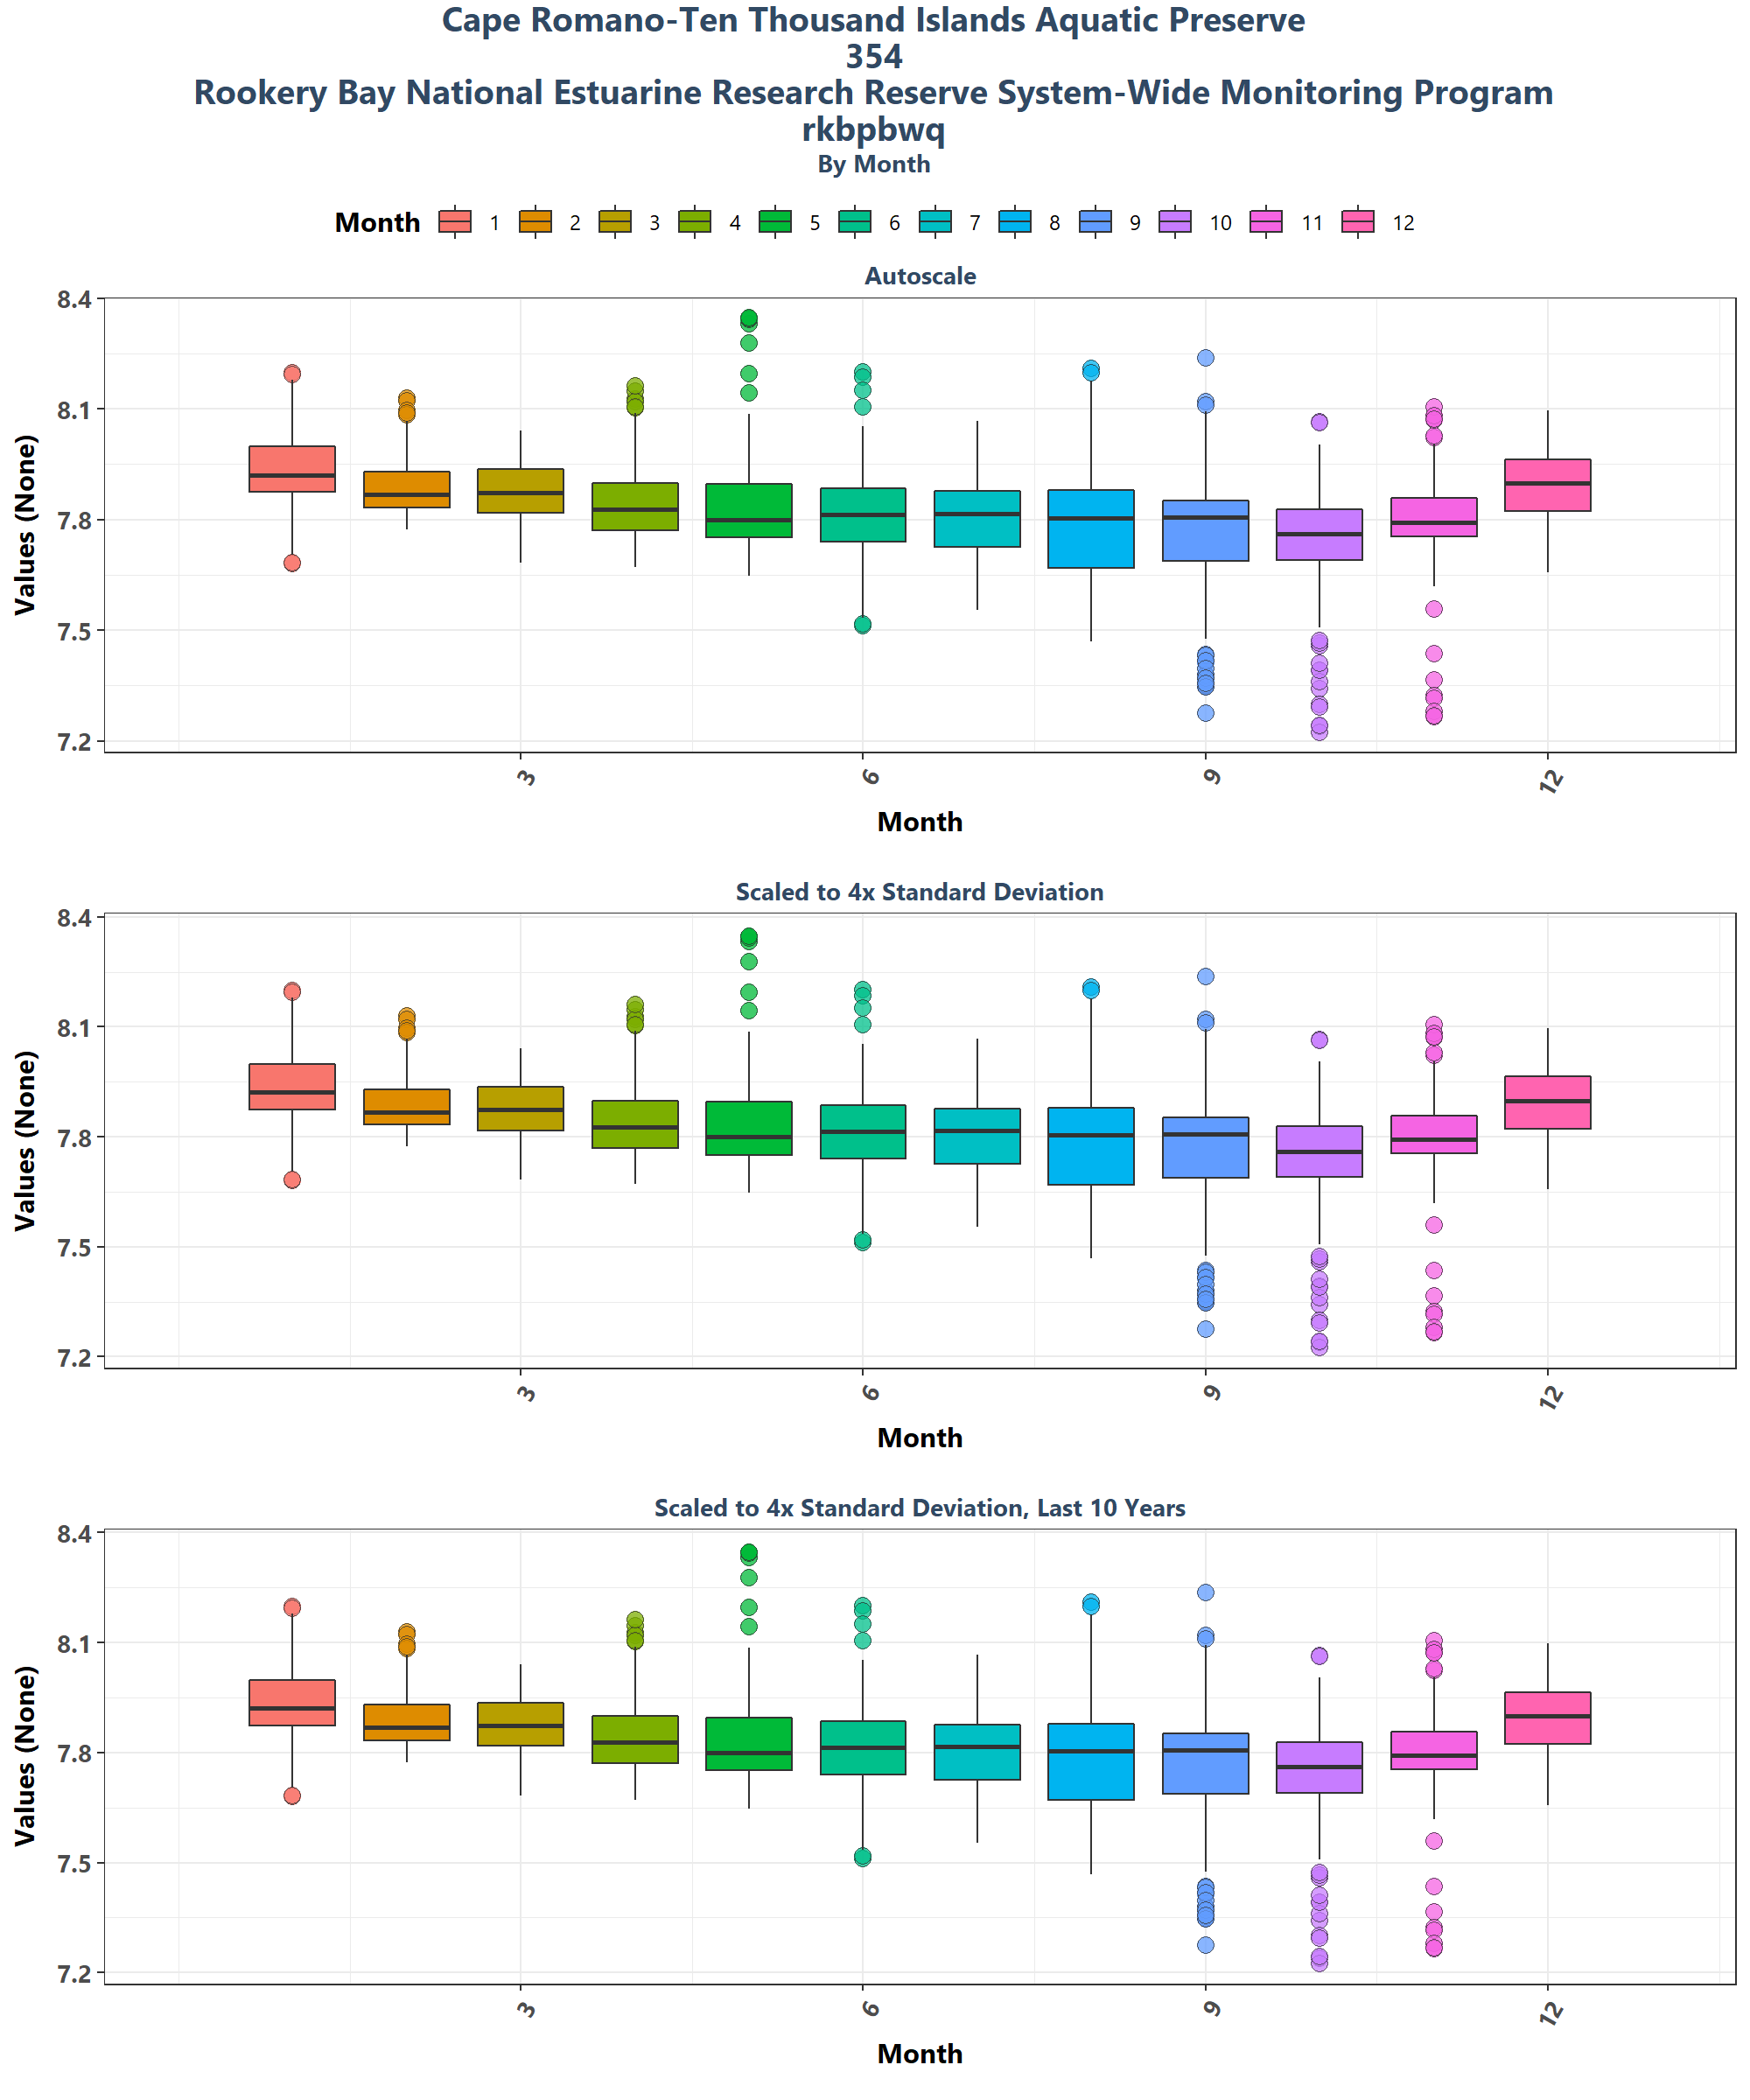 Cape Romano-Ten Thousand Islands Aquatic Preserve
354
Rookery Bay National Estuarine Research Reserve System-Wide Monitoring Program
rkbpbwq
By Month
Month 1 2 3 4 5 6 7 8 9 10 11 12
Autoscale
Values (None)
8.4
8.1
7.8
7.5
7.2
3 6 9 12
Month
Scaled to 4x Standard Deviation
Values (None)
8.4
8.1
7.8
7.5
7.2
3 6 9 12
Month
Scaled to 4x Standard Deviation, Last 10 Years
Values (None)
8.4
8.1
7.8
7.5
7.2
3 6 9 12
Month